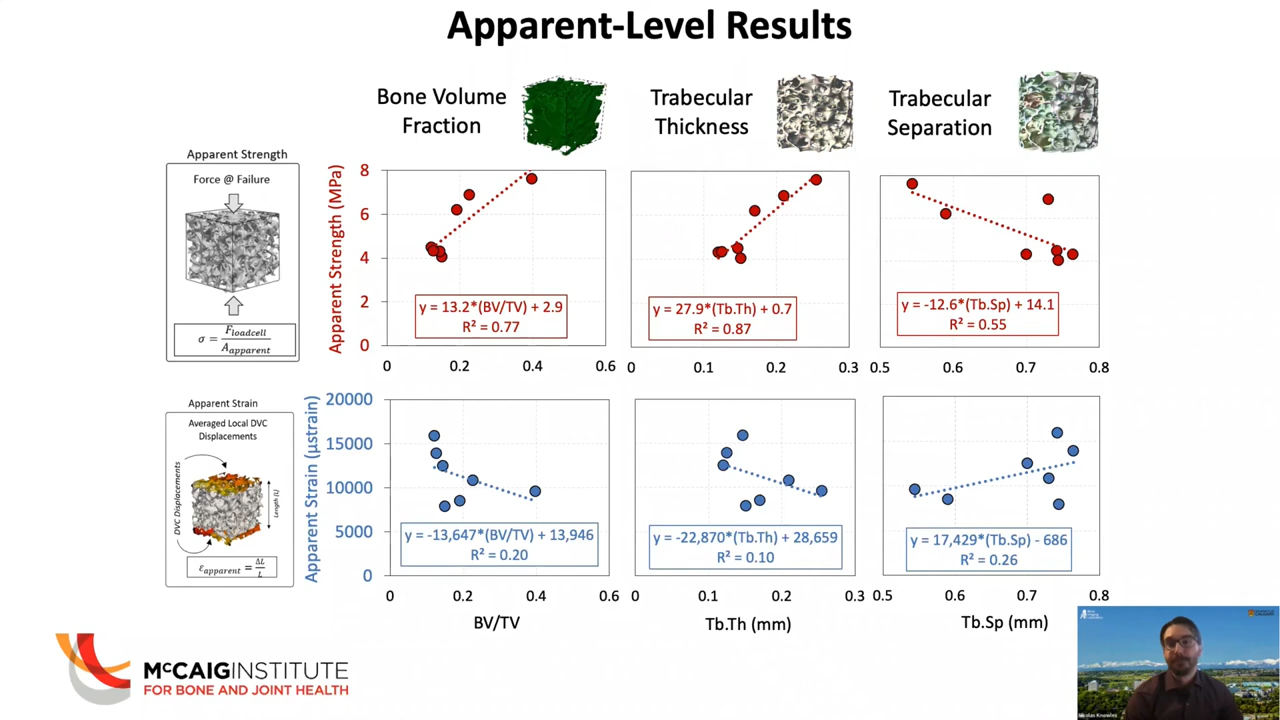 Apparent-Level Results
Bone Volume
Fraction
Trabecular
Thickness
Trabecular
Separation
Apparent Strength
Force @ Failure
σ = F_loadcell / A_apparent
Apparent Strength (MPa)
8
6
4
2
0
y = 13.2*(BV/TV) + 2.9
R² = 0.77
0 0.2 0.4 0.6
y = 27.9*(Tb.Th) + 0.7
R² = 0.87
0 0.1 0.2 0.3
y = -12.6*(Tb.Sp) + 14.1
R² = 0.55
0.5 0.6 0.7 0.8
Apparent Strain
Averaged Local DVC
Displacements
DVC Displacements
Length (L)
ε_apparent = ΔL / L
Apparent Strain (μstrain)
20000
15000
10000
5000
0
y = -13,647*(BV/TV) + 13,946
R² = 0.20
0 0.2 0.4 0.6
BV/TV
y = -22,870*(Tb.Th) + 28,659
R² = 0.10
0 0.1 0.2 0.3
Tb.Th (mm)
y = 17,429*(Tb.Sp) - 686
R² = 0.26
0.5 0.6 0.7 0.8
Tb.Sp (mm)
McCAIG INSTITUTE
FOR BONE AND JOINT HEALTH
Nicolas Knowles